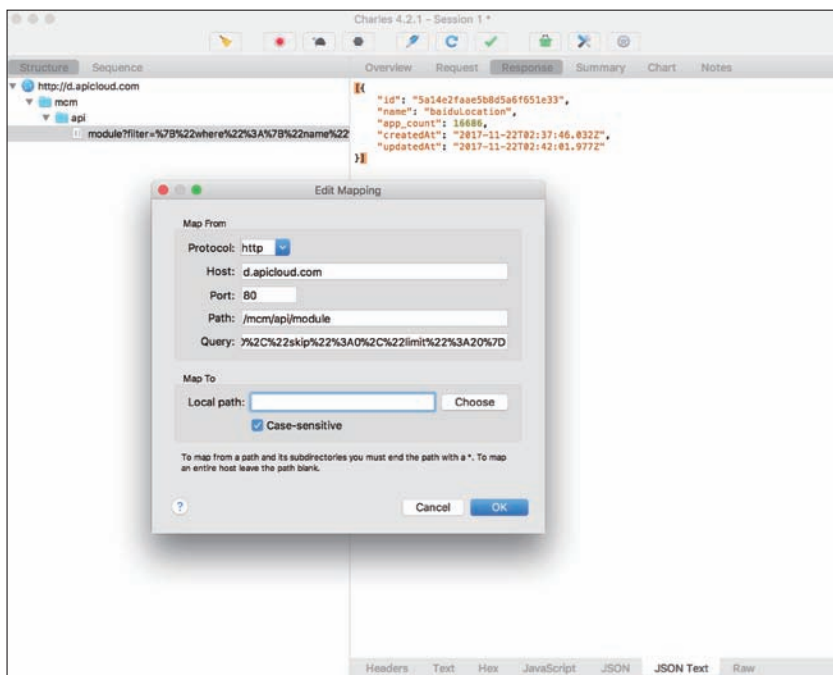 Charles 4.2.1 - Session 1 *
Structure Sequence
Overview Request Response Summary Chart Notes
http://d.apicloud.com
mcm
api
module?filter=%7B%22where%22%3A%7B%22name%22
[{
"id": "5a14e2faae5b8d5a6f651e33",
"name": "baiduLocation",
"app_count": 16686,
"createdAt": "2017-11-22T02:37:46.032Z",
"updatedAt": "2017-11-22T02:42:01.977Z"
}]
Edit Mapping
Map From
Protocol: http
Host: d.apicloud.com
Port: 80
Path: /mcm/api/module
Query: %2C%22skip%22%3A0%2C%22limit%22%3A20%7D
Map To
Local path: Choose
Case-sensitive
To map from a path and its subdirectories you must end the path with a *. To map
an entire host leave the path blank.
?
Cancel OK
Headers Text Hex JavaScript JSON JSON Text Raw